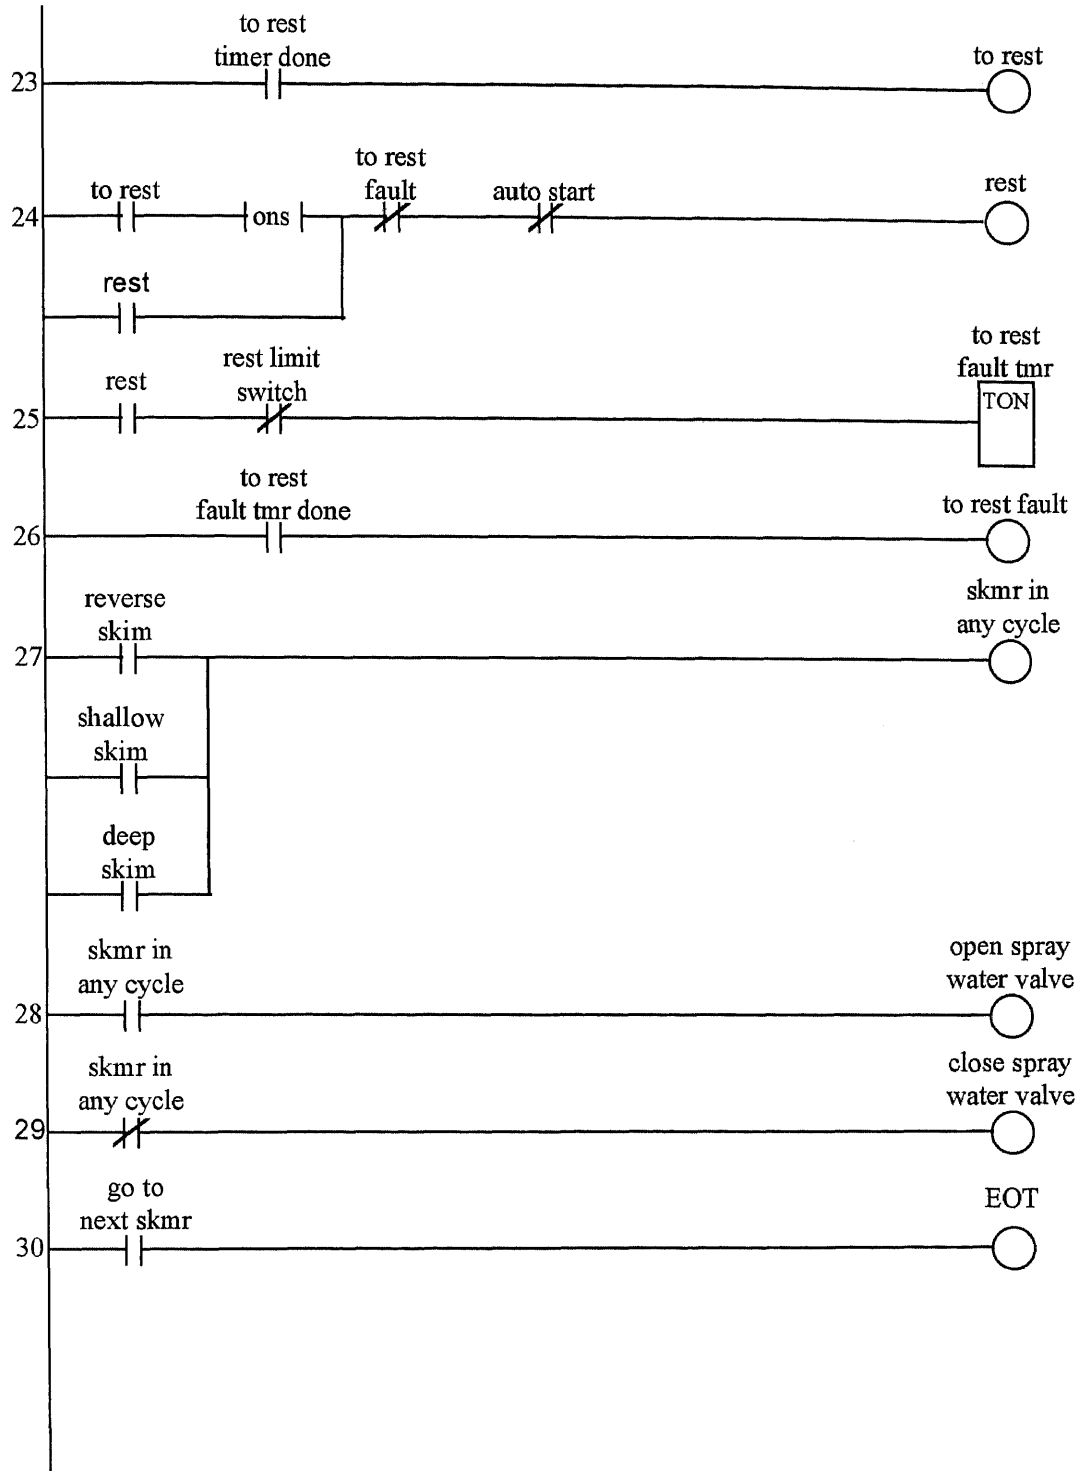 to rest
timer done
to rest
23
to rest
fault
to rest
auto start
rest
24
ons
rest
to rest
fault tmr
rest limit
switch
rest
TON
25
to rest
fault tmr done
to rest fault
26
skmr in
any cycle
reverse
skim
27
shallow
skim
deep
skim
skmr in
any cycle
open spray
water valve
28
skmr in
any cycle
close spray
water valve
29
go to
next skmr
EOT
30